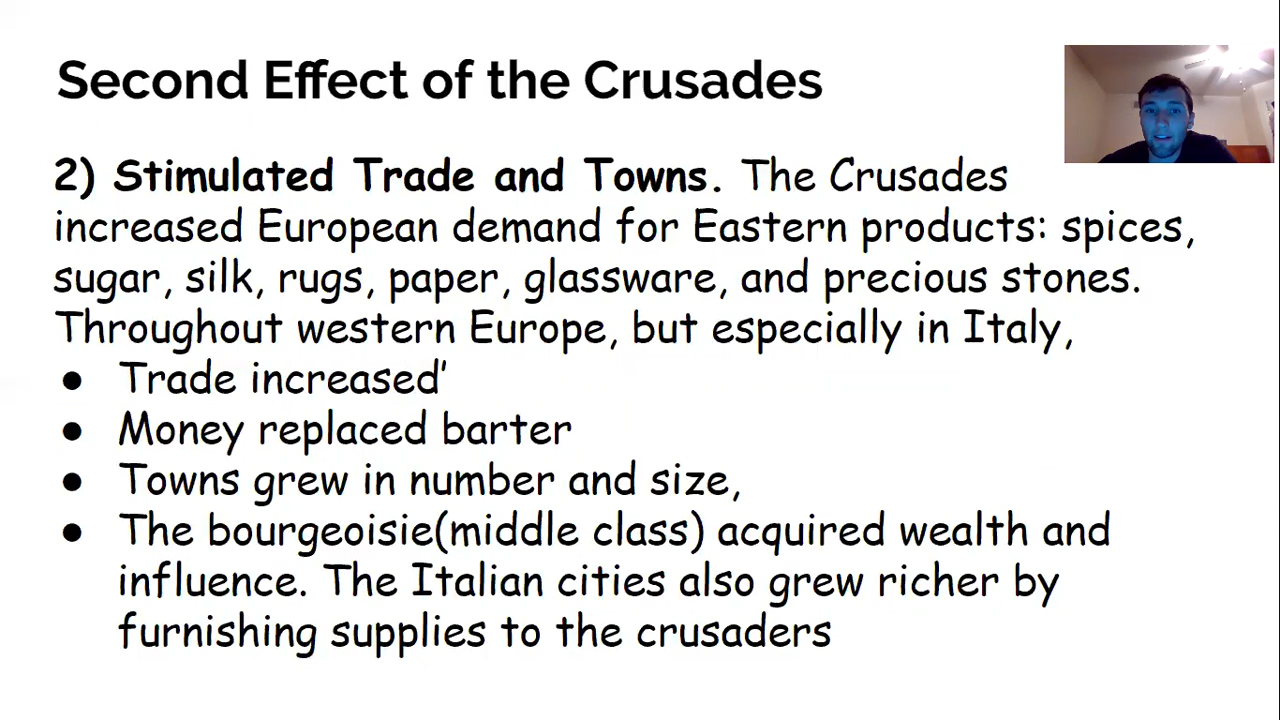 Second Effect of the Crusades
2) Stimulated Trade and Towns. The Crusades
increased European demand for Eastern products: spices,
sugar, silk, rugs, paper, glassware, and precious stones.
Throughout western Europe, but especially in Italy,
● Trade increased’
● Money replaced barter
● Towns grew in number and size,
● The bourgeoisie(middle class) acquired wealth and
influence. The Italian cities also grew richer by
furnishing supplies to the crusaders